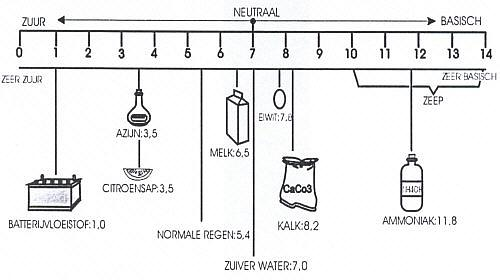 ZUUR NEUTRAAL BASISCH
0 1 2 3 4 5 6 7 8 9 10 11 12 13 14
ZEER ZUUR ZEER BASISCH
ZEEP
AZIJN:3,5
MELK:6,5
EIWIT:7,8
CITROENSAP:3,5
CaCo3
BATTERIJVLOEISTOF:1,0
KALK:8,2
AMMONIAK:11,8
NORMALE REGEN:5,4
ZUIVER WATER:7,0